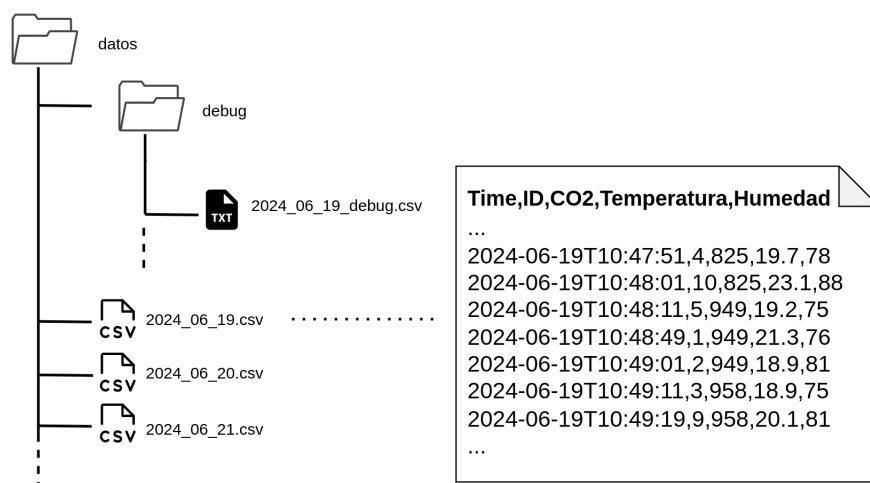 datos
debug
TXT
2024_06_19_debug.csv
CSV
2024_06_19.csv
CSV
2024_06_20.csv
CSV
2024_06_21.csv
Time,ID,CO2,Temperatura,Humedad
...
2024-06-19T10:47:51,4,825,19.7,78
2024-06-19T10:48:01,10,825,23.1,88
2024-06-19T10:48:11,5,949,19.2,75
2024-06-19T10:48:49,1,949,21.3,76
2024-06-19T10:49:01,2,949,18.9,81
2024-06-19T10:49:11,3,958,18.9,75
2024-06-19T10:49:19,9,958,20.1,81
...